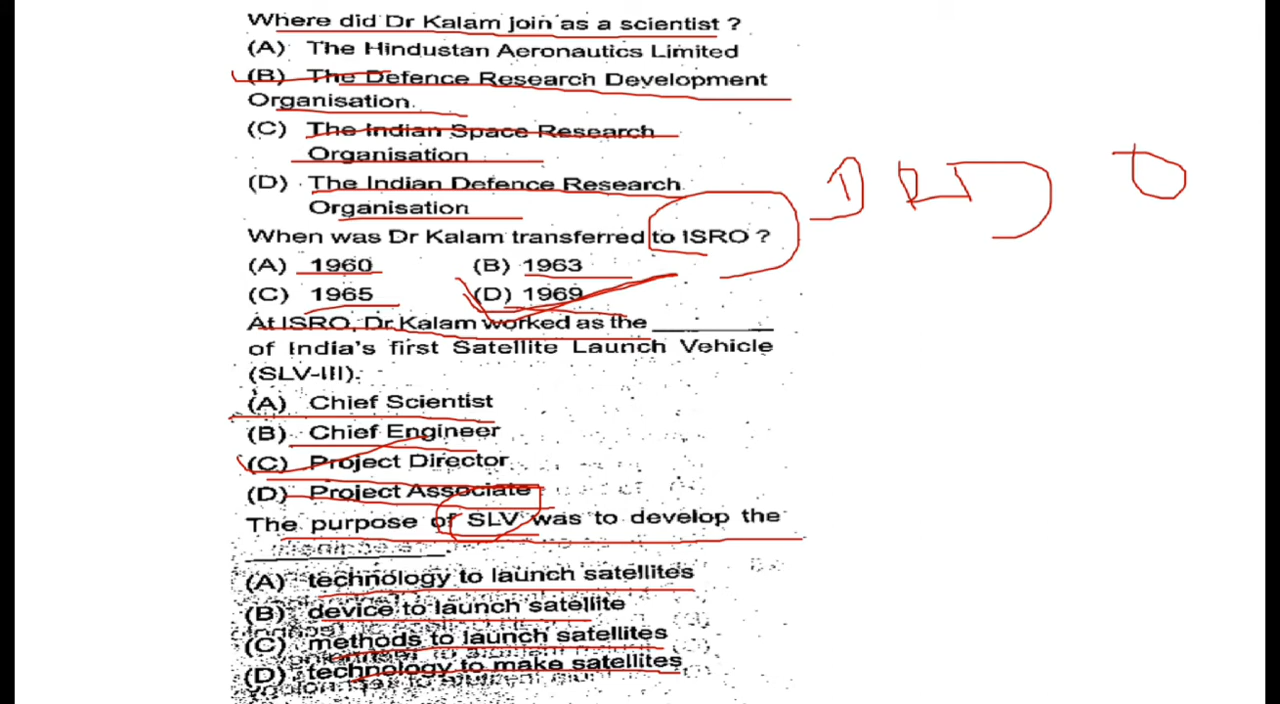 Where did Dr Kalam join as a scientist ?
(A) The Hindustan Aeronautics Limited
(B) The Defence Research Development
Organisation.
(C) The Indian Space Research
Organisation
(D) The Indian Defence Research
Organisation
When was Dr Kalam transferred to ISRO ?
(A) 1960 (B) 1963
(C) 1965 (D) 1969
At ISRO, Dr Kalam worked as the __________
of India's first Satellite Launch Vehicle
(SLV-III).
(A) Chief Scientist
(B) Chief Engineer
(C) Project Director
(D) Project Associate
The purpose of SLV was to develop the
__________.
(A) technology to launch satellites
(B) device to launch satellite
(C) methods to launch satellites
(D) technology to make satellites